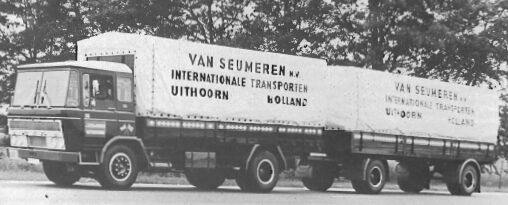 VAN SEUMEREN N.V.
INTERNATIONALE TRANSPORTEN
UITHOORN HOLLAND
VAN SEUMEREN N.V.
INTERNATIONALE TRANSPORTEN
UITHOORN HOLLAND